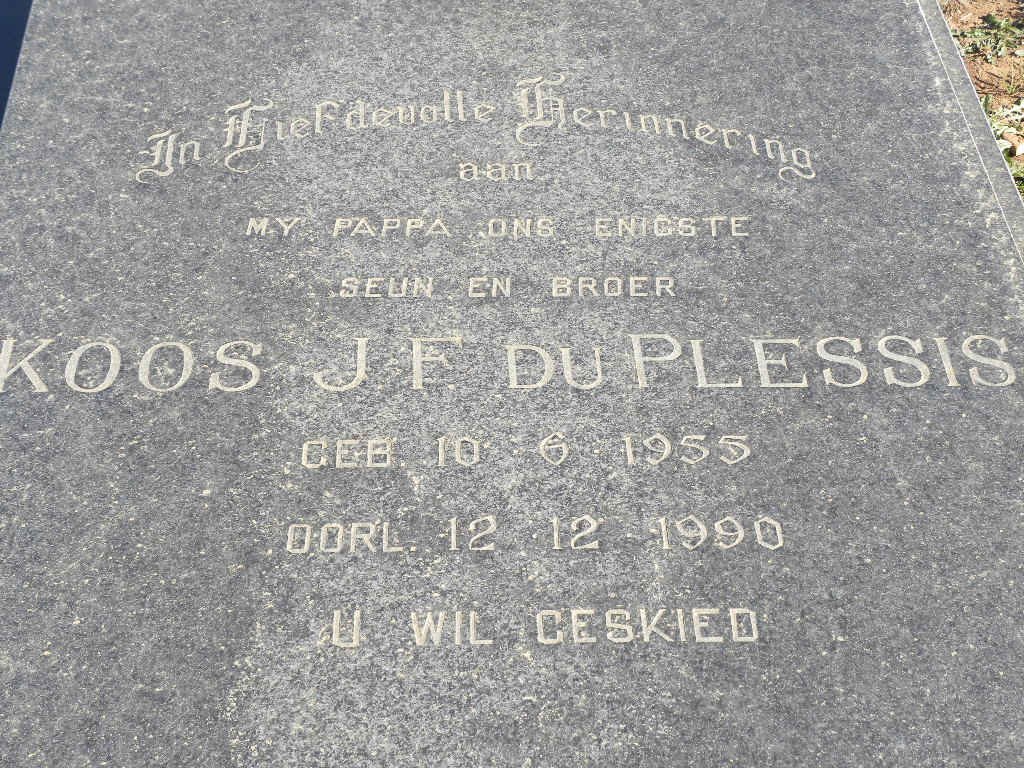 In Liefdevolle Herinnering
aan
MY PAPPA ONS ENIGSTE
SEUN EN BROER
KOOS J. F. DU PLESSIS
GEB. 10 · 6 · 1955
OORL. 12 · 12 · 1990
U WIL GESKIED